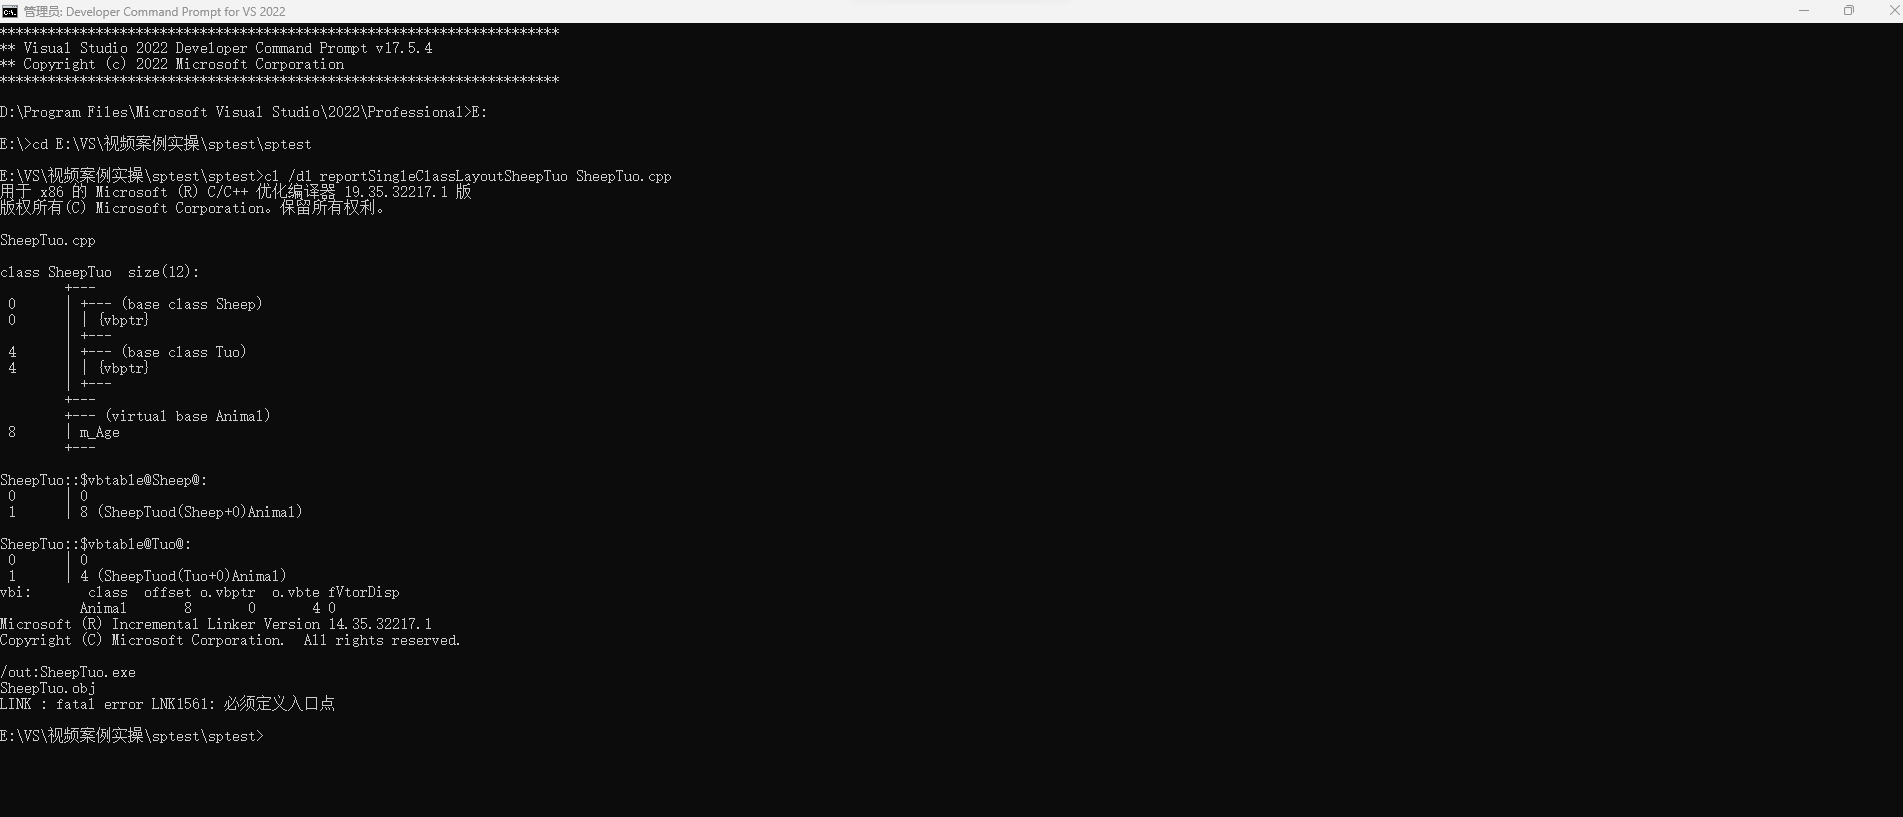 管理员: Developer Command Prompt for VS 2022
**********************************************************************
** Visual Studio 2022 Developer Command Prompt v17.5.4
** Copyright (c) 2022 Microsoft Corporation
**********************************************************************
D:\Program Files\Microsoft Visual Studio\2022\Professional>E:
E:\>cd E:\VS\视频案例实操\sptest\sptest
E:\VS\视频案例实操\sptest\sptest>cl /d1 reportSingleClassLayoutSheepTuo SheepTuo.cpp
用于 x86 的 Microsoft (R) C/C++ 优化编译器 19.35.32217.1 版
版权所有(C) Microsoft Corporation。保留所有权利。
SheepTuo.cpp
class SheepTuo  size(12):
        +---
 0      | +--- (base class Sheep)
 0      | | {vbptr}
        | +---
 4      | +--- (base class Tuo)
 4      | | {vbptr}
        | +---
        +---
        +--- (virtual base Animal)
 8      | m_Age
        +---
SheepTuo::$vbtable@Sheep@:
 0      | 0
 1      | 8 (SheepTuod(Sheep+0)Animal)
SheepTuo::$vbtable@Tuo@:
 0      | 0
 1      | 4 (SheepTuod(Tuo+0)Animal)
vbi:       class  offset o.vbptr  o.vbte fVtorDisp
          Animal       8       0       4 0
Microsoft (R) Incremental Linker Version 14.35.32217.1
Copyright (C) Microsoft Corporation.  All rights reserved.
/out:SheepTuo.exe
SheepTuo.obj
LINK : fatal error LNK1561: 必须定义入口点
E:\VS\视频案例实操\sptest\sptest>